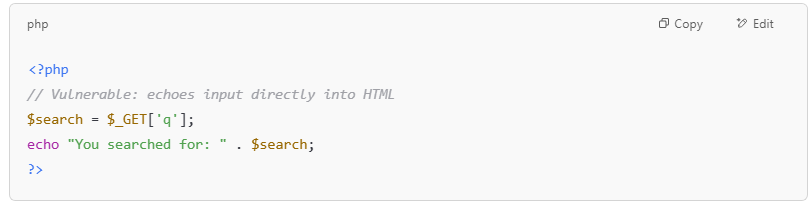 php Copy Edit
<?php
// Vulnerable: echoes input directly into HTML
$search = $_GET['q'];
echo "You searched for: " . $search;
?>